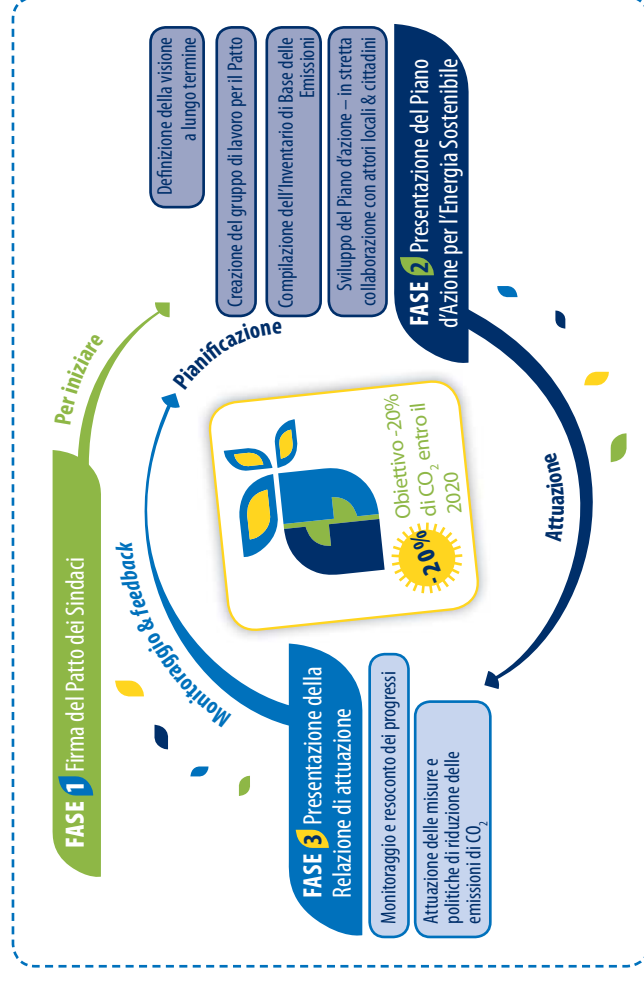 FASE 1 Firma del Patto dei Sindaci
Per iniziare
Definizione della visione
a lungo termine
Creazione del gruppo di lavoro per il Patto
Compilazione dell'Inventario di Base delle
Emissioni
Sviluppo del Piano d'azione – in stretta
collaborazione con attori locali & cittadini
FASE 2 Presentazione del Piano
d'Azione per l'Energia Sostenibile
Monitoraggio & feedback
Pianificazione
-20%
Obiettivo -20%
di CO2 entro il
2020
Attuazione
FASE 3 Presentazione della
Relazione di attuazione
Monitoraggio e resoconto dei progressi
Attuazione delle misure e
politiche di riduzione delle
emissioni di CO2